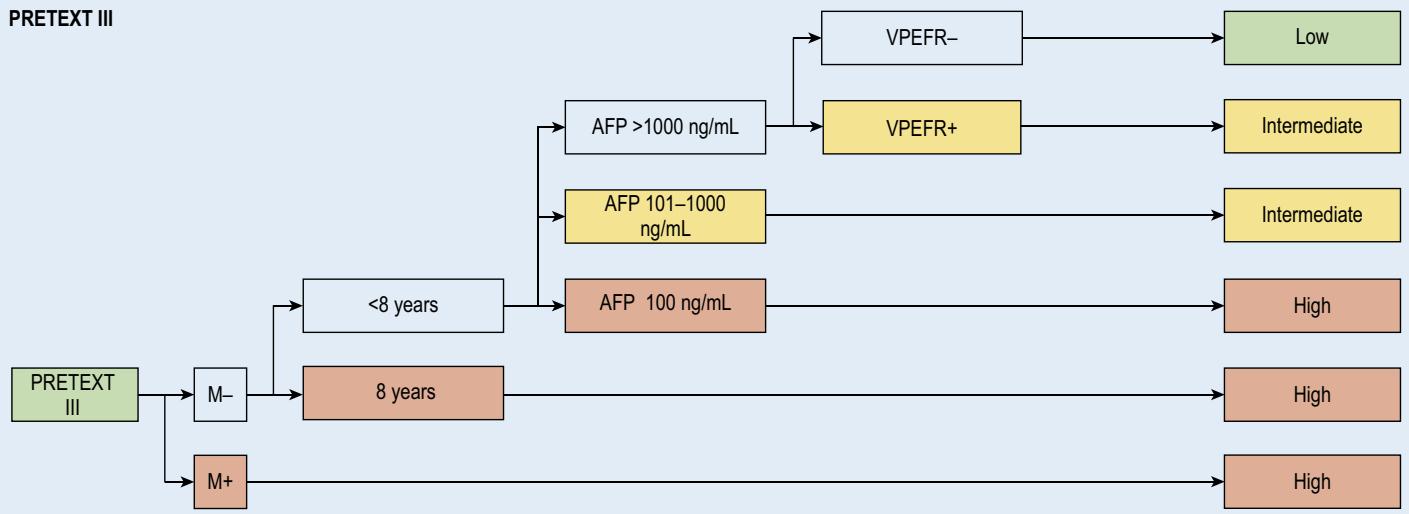 PRETEXT III
VPEFR–
Low
AFP >1000 ng/mL
VPEFR+
Intermediate
AFP 101–1000
ng/mL
Intermediate
<8 years
AFP 100 ng/mL
High
PRETEXT
III
M–
8 years
High
M+
High